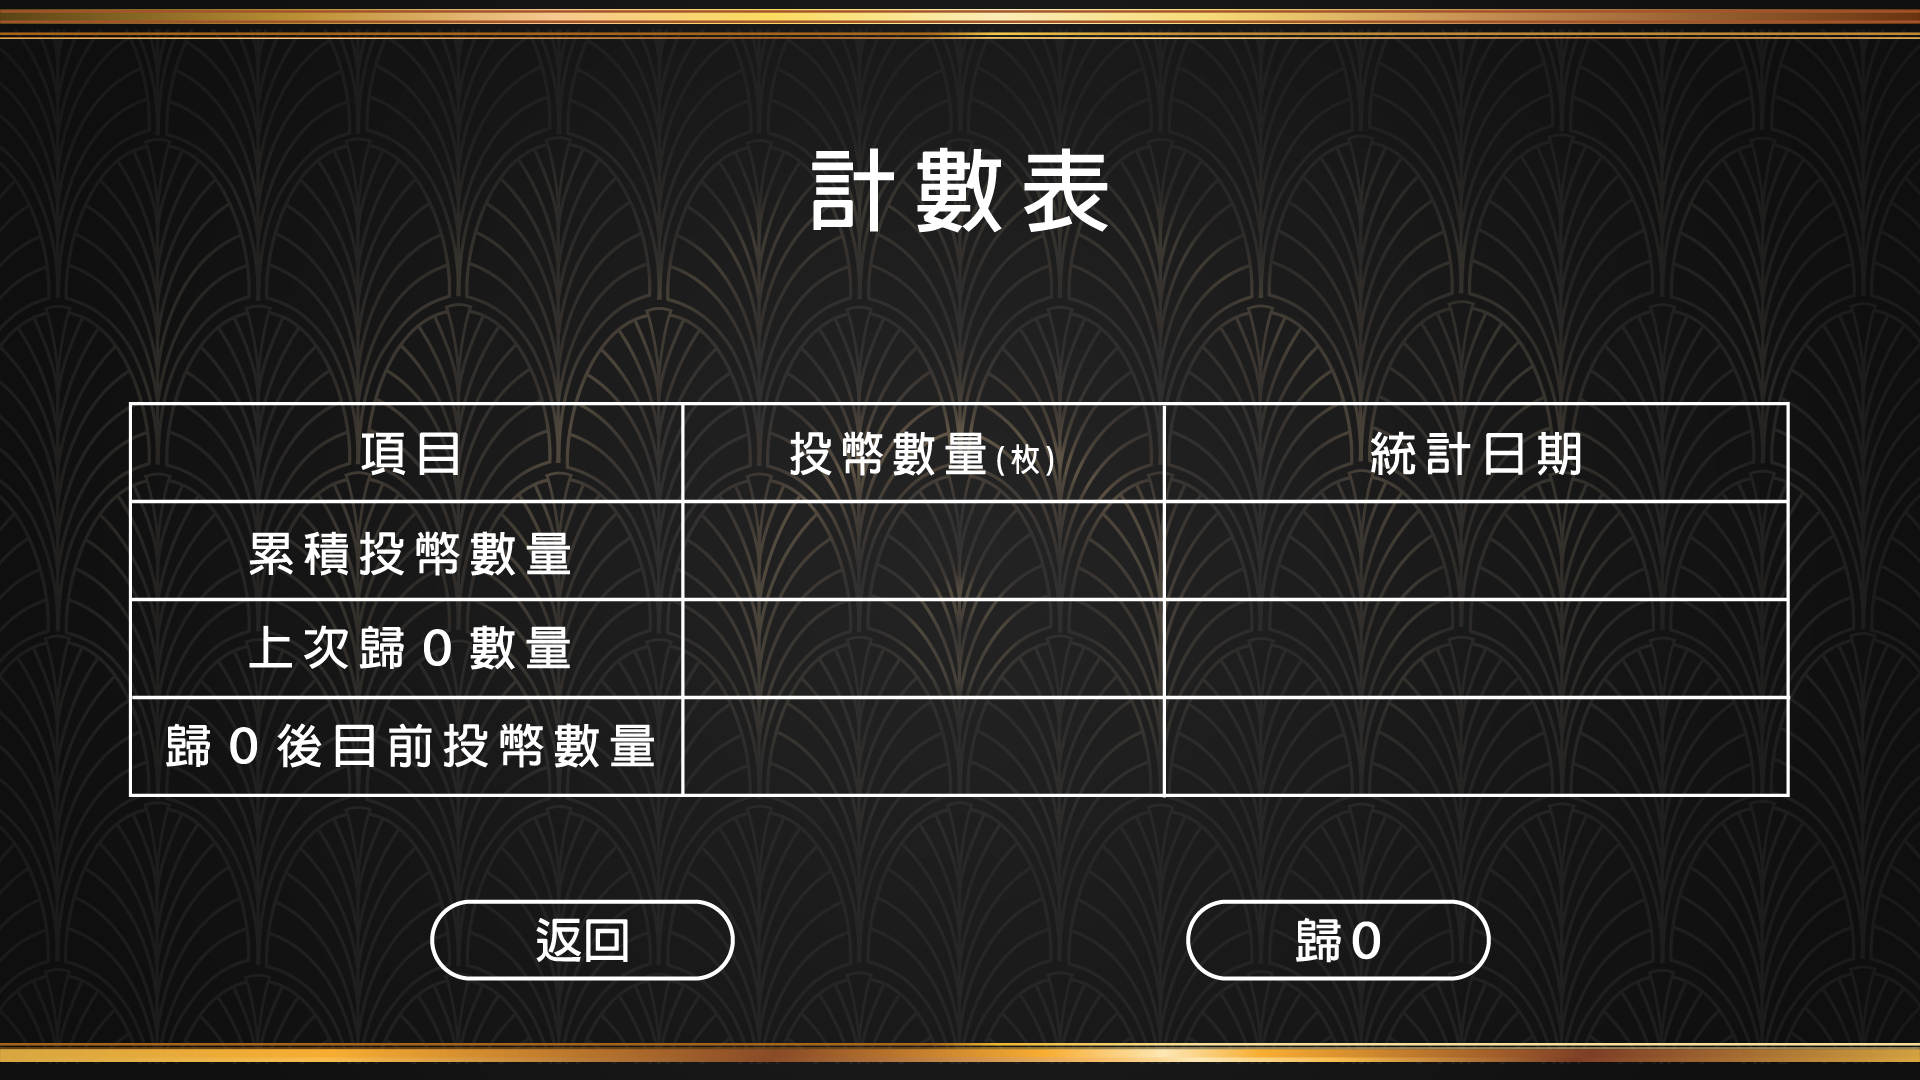 計數表
項目 投幣數量(枚) 統計日期
累積投幣數量
上次歸0數量
歸0後目前投幣數量
返回 歸0